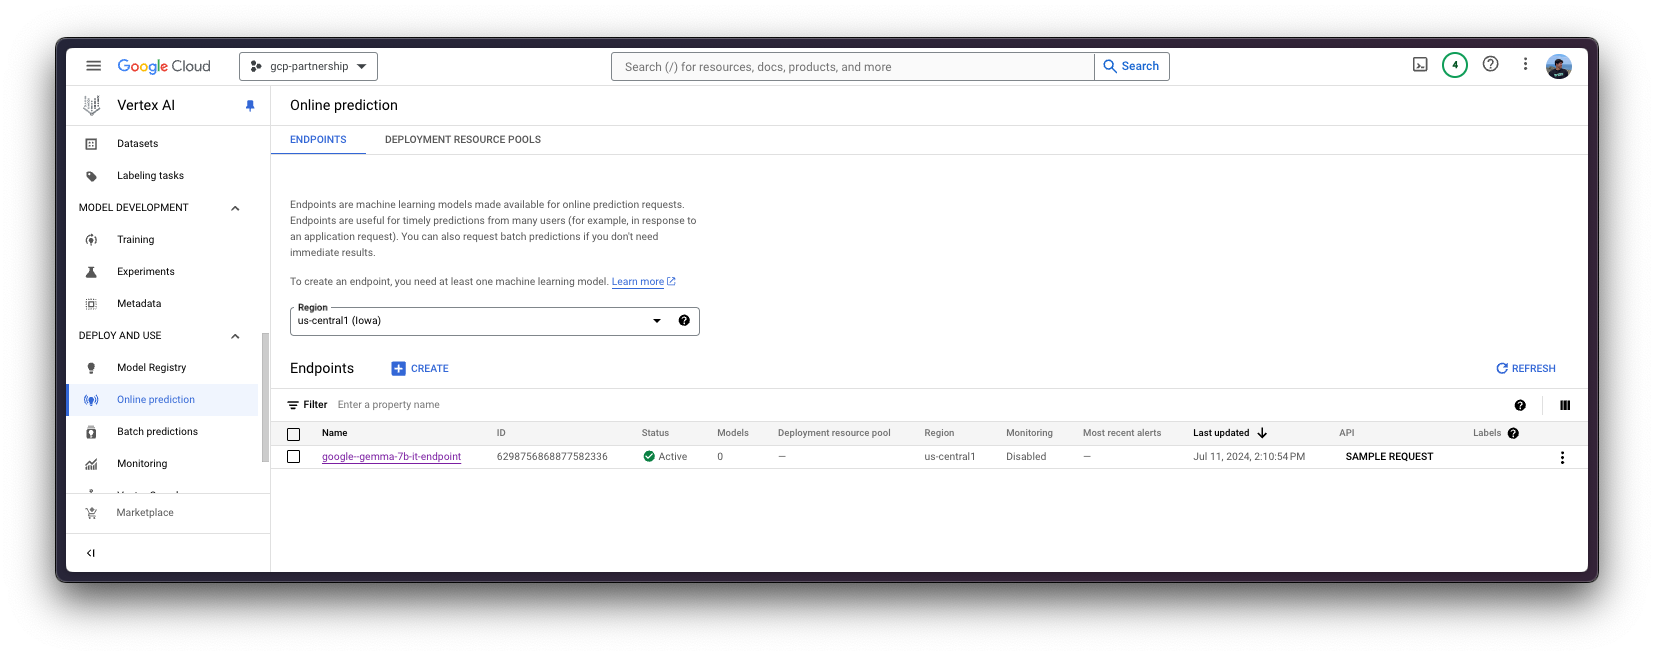 Google Cloud
gcp-partnership
Search (/) for resources, docs, products, and more
Search
4
Vertex AI
Datasets
Labeling tasks
MODEL DEVELOPMENT
Training
Experiments
Metadata
DEPLOY AND USE
Model Registry
Online prediction
Batch predictions
Monitoring
Marketplace
Online prediction
ENDPOINTS
DEPLOYMENT RESOURCE POOLS
Endpoints are machine learning models made available for online prediction requests.
Endpoints are useful for timely predictions from many users (for example, in response to
an application request). You can also request batch predictions if you don't need
immediate results.
To create an endpoint, you need at least one machine learning model. Learn more
Region
us-central1 (Iowa)
Endpoints
CREATE
REFRESH
Filter Enter a property name
Name ID Status Models Deployment resource pool Region Monitoring Most recent alerts Last updated API Labels
google--gemma-7b-it-endpoint 6298756868877582336 Active 0 — us-central1 Disabled — Jul 11, 2024, 2:10:54 PM SAMPLE REQUEST